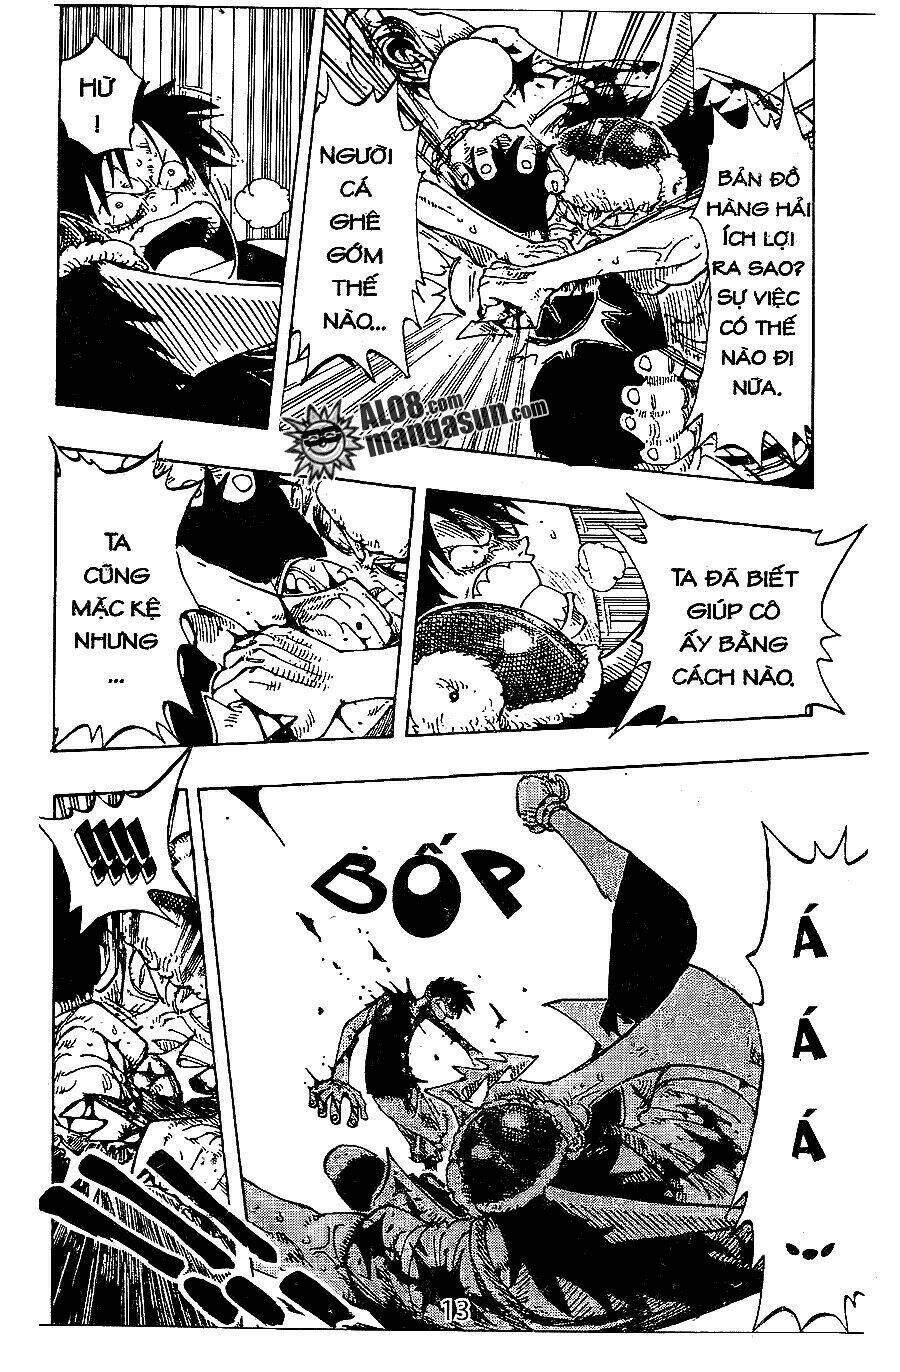 BẢN ĐỒ
HÀNG HẢI
ÍCH LỢI
RA SAO?
SỰ VIỆC
CÓ THỂ
NÀO ĐI
NỮA.
NGƯỜI
CÁ
GHÊ
GỚM
THẾ
NÀO...
HỪ
!
AL08.com
mangasun.com
TA ĐÃ BIẾT
GIÚP CÔ
ẤY BẰNG
CÁCH NÀO.
TA
CŨNG
MẶC KỆ
NHƯNG
...
!!!!
BỐP
Á
Á
Á
...
13